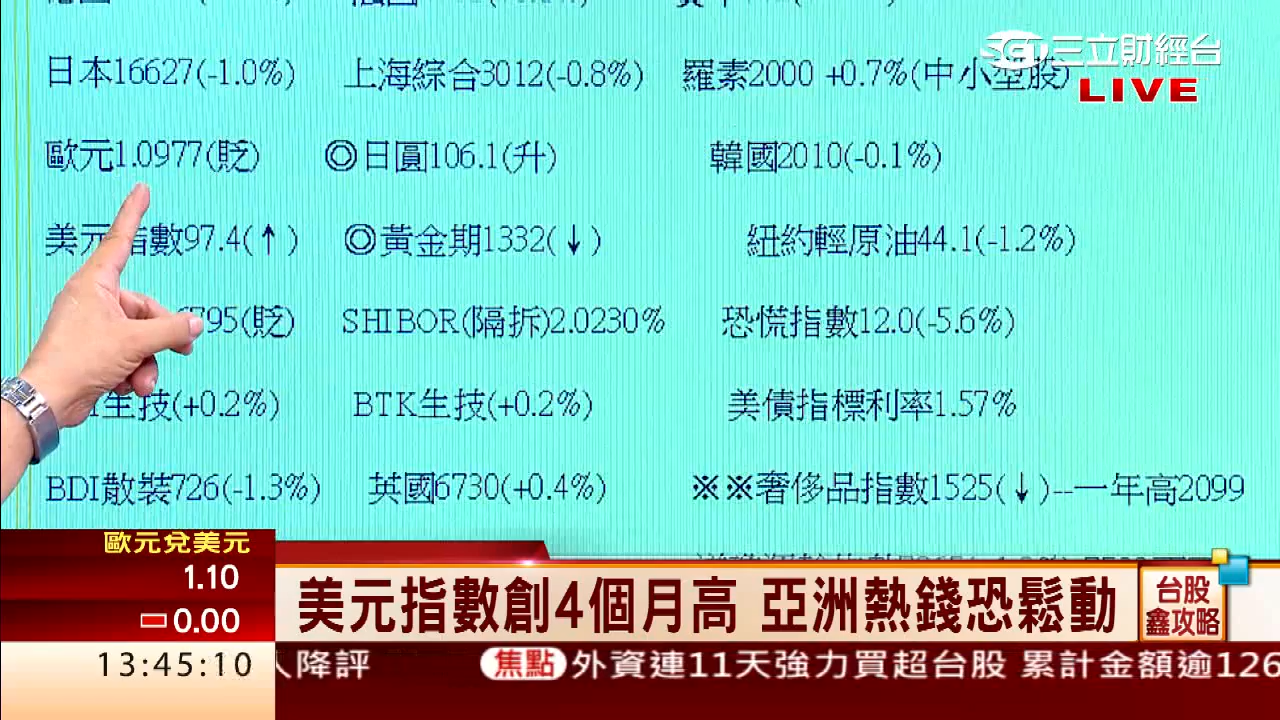 日本16627(-1.0%) 上海綜合3012(-0.8%) 羅素2000 +0.7%(中小型股)
三立財經台
LIVE
歐元1.0977(貶) ◎日圓106.1(升) 韓國2010(-0.1%)
美元指數97.4(↑) ◎黃金期1332(↓) 紐約輕原油44.1(-1.2%)
795(貶) SHIBOR(隔拆)2.0230% 恐慌指數12.0(-5.6%)
生技(+0.2%) BTK生技(+0.2%) 美債指標利率1.57%
BDI散裝726(-1.3%) 英國6730(+0.4%) ※※奢侈品指數1525(↓)--一年高2099
歐元兌美元
1.10
0.00
美元指數創4個月高 亞洲熱錢恐鬆動
台股
鑫攻略
13:45:10
人降評 焦點 外資連11天強力買超台股 累計金額逾126